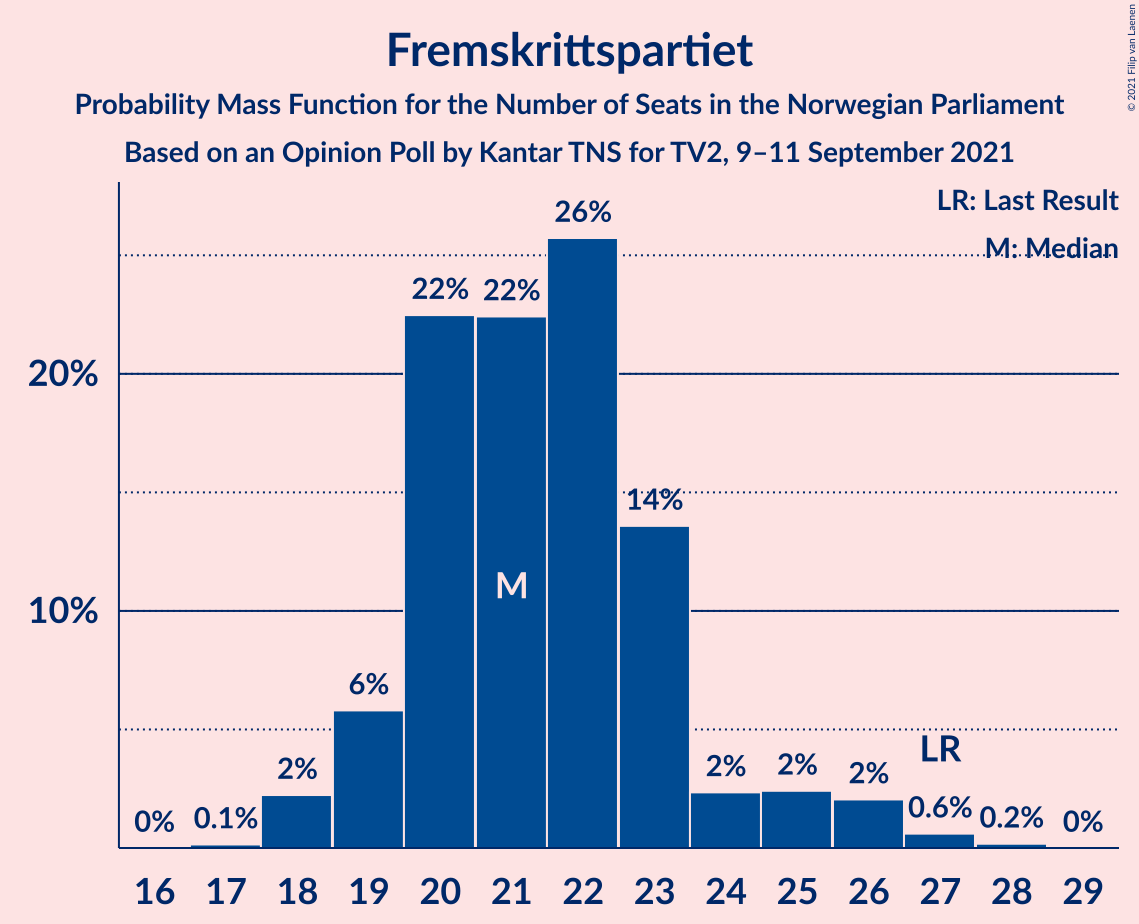 © 2021 Filip van Laenen
Fremskrittspartiet
Probability Mass Function for the Number of Seats in the Norwegian Parliament
Based on an Opinion Poll by Kantar TNS for TV2, 9–11 September 2021
LR: Last Result
M: Median
26%
22% 22%
20%
14%
M
10%
6%
LR
2% 2% 2% 2%
0% 0.1% 0.6% 0.2% 0%
16 17 18 19 20 21 22 23 24 25 26 27 28 29